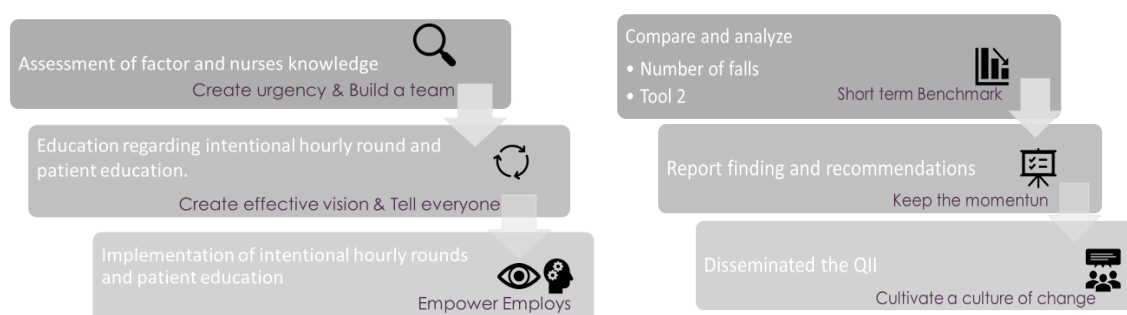 Assessment of factor and nurses knowledge
Create urgency & Build a team
Education regarding intentional hourly round and
patient education.
Create effective vision & Tell everyone
Implementation of intentional hourly rounds
and patient education
Empower Employs
Compare and analyze
• Number of falls
• Tool 2
Short term Benchmark
Report finding and recommendations
Keep the momentun
Disseminated the QII
Cultivate a culture of change